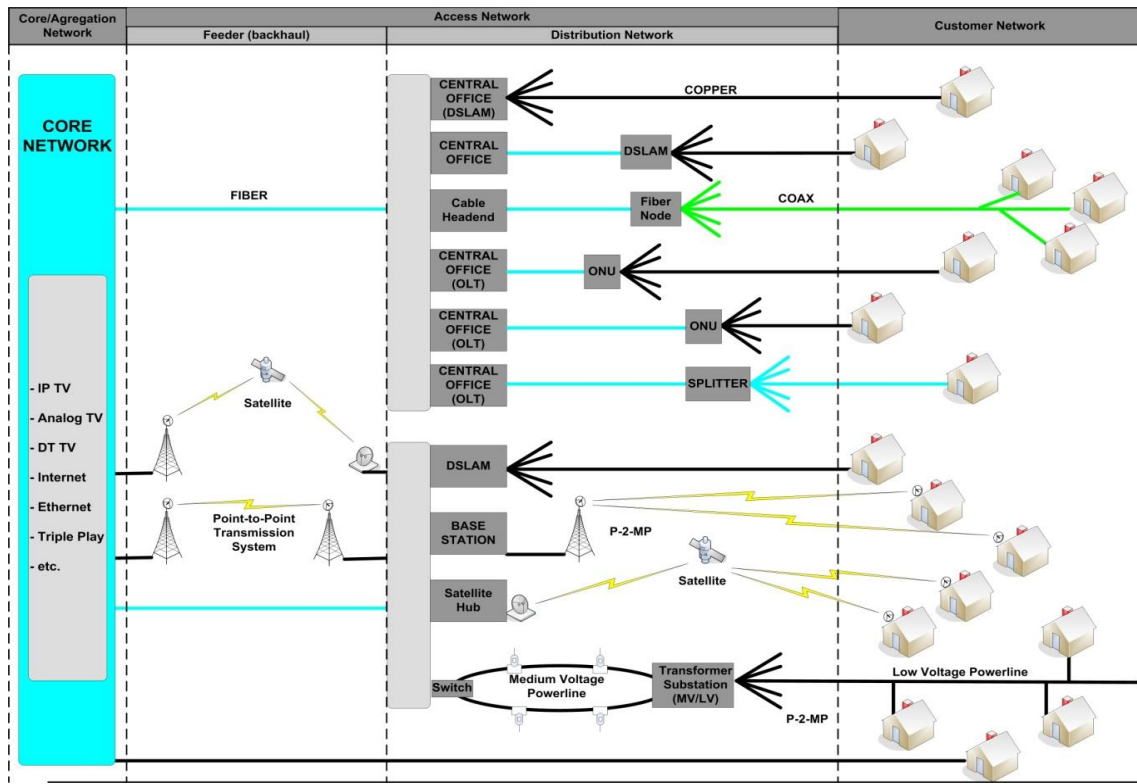 Core/Agregation
Network
Access Network
Feeder (backhaul)
Distribution Network
Customer Network
CORE
NETWORK
- IP TV
- Analog TV
- DT TV
- Internet
- Ethernet
- Triple Play
- etc.
FIBER
Satellite
Point-to-Point
Transmission
System
CENTRAL
OFFICE
(DSLAM)
COPPER
CENTRAL
OFFICE
DSLAM
Cable
Headend
Fiber
Node
COAX
CENTRAL
OFFICE
(OLT)
ONU
CENTRAL
OFFICE
(OLT)
ONU
CENTRAL
OFFICE
(OLT)
SPLITTER
DSLAM
BASE
STATION
P-2-MP
Satellite
Hub
Satellite
Switch
Medium Voltage
Powerline
Transformer
Substation
(MV/LV)
P-2-MP
Low Voltage Powerline